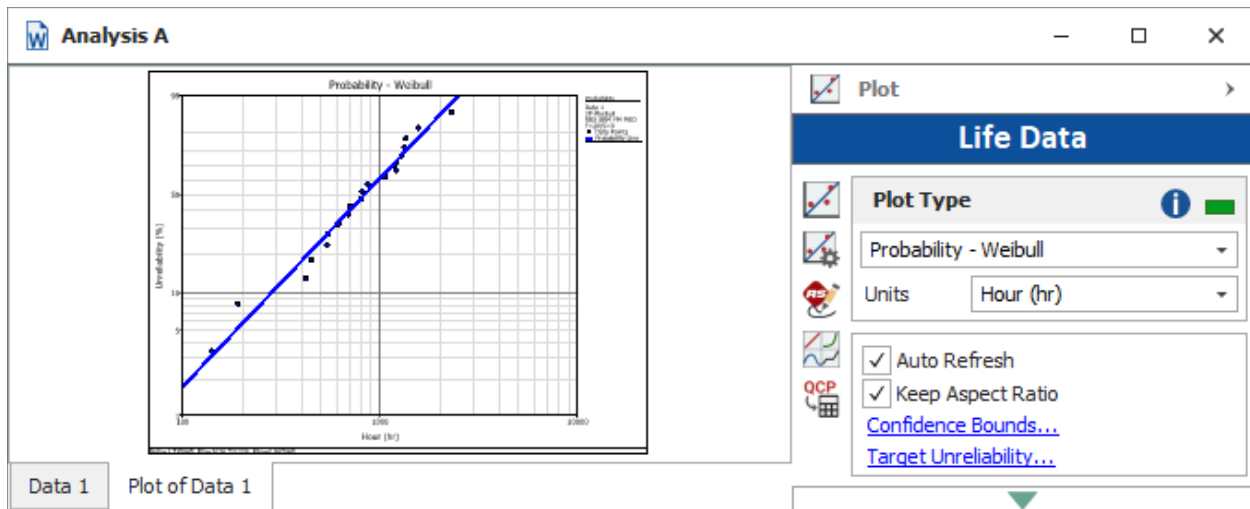 Analysis A
Probability - Weibull
Unreliability (%)
50
10
5
100
1000
10000
Hour (hr)
Data 1
Plot of Data 1
Plot
Life Data
Plot Type
Probability - Weibull
Units
Hour (hr)
Auto Refresh
Keep Aspect Ratio
QCP
Confidence Bounds...
Target Unreliability...